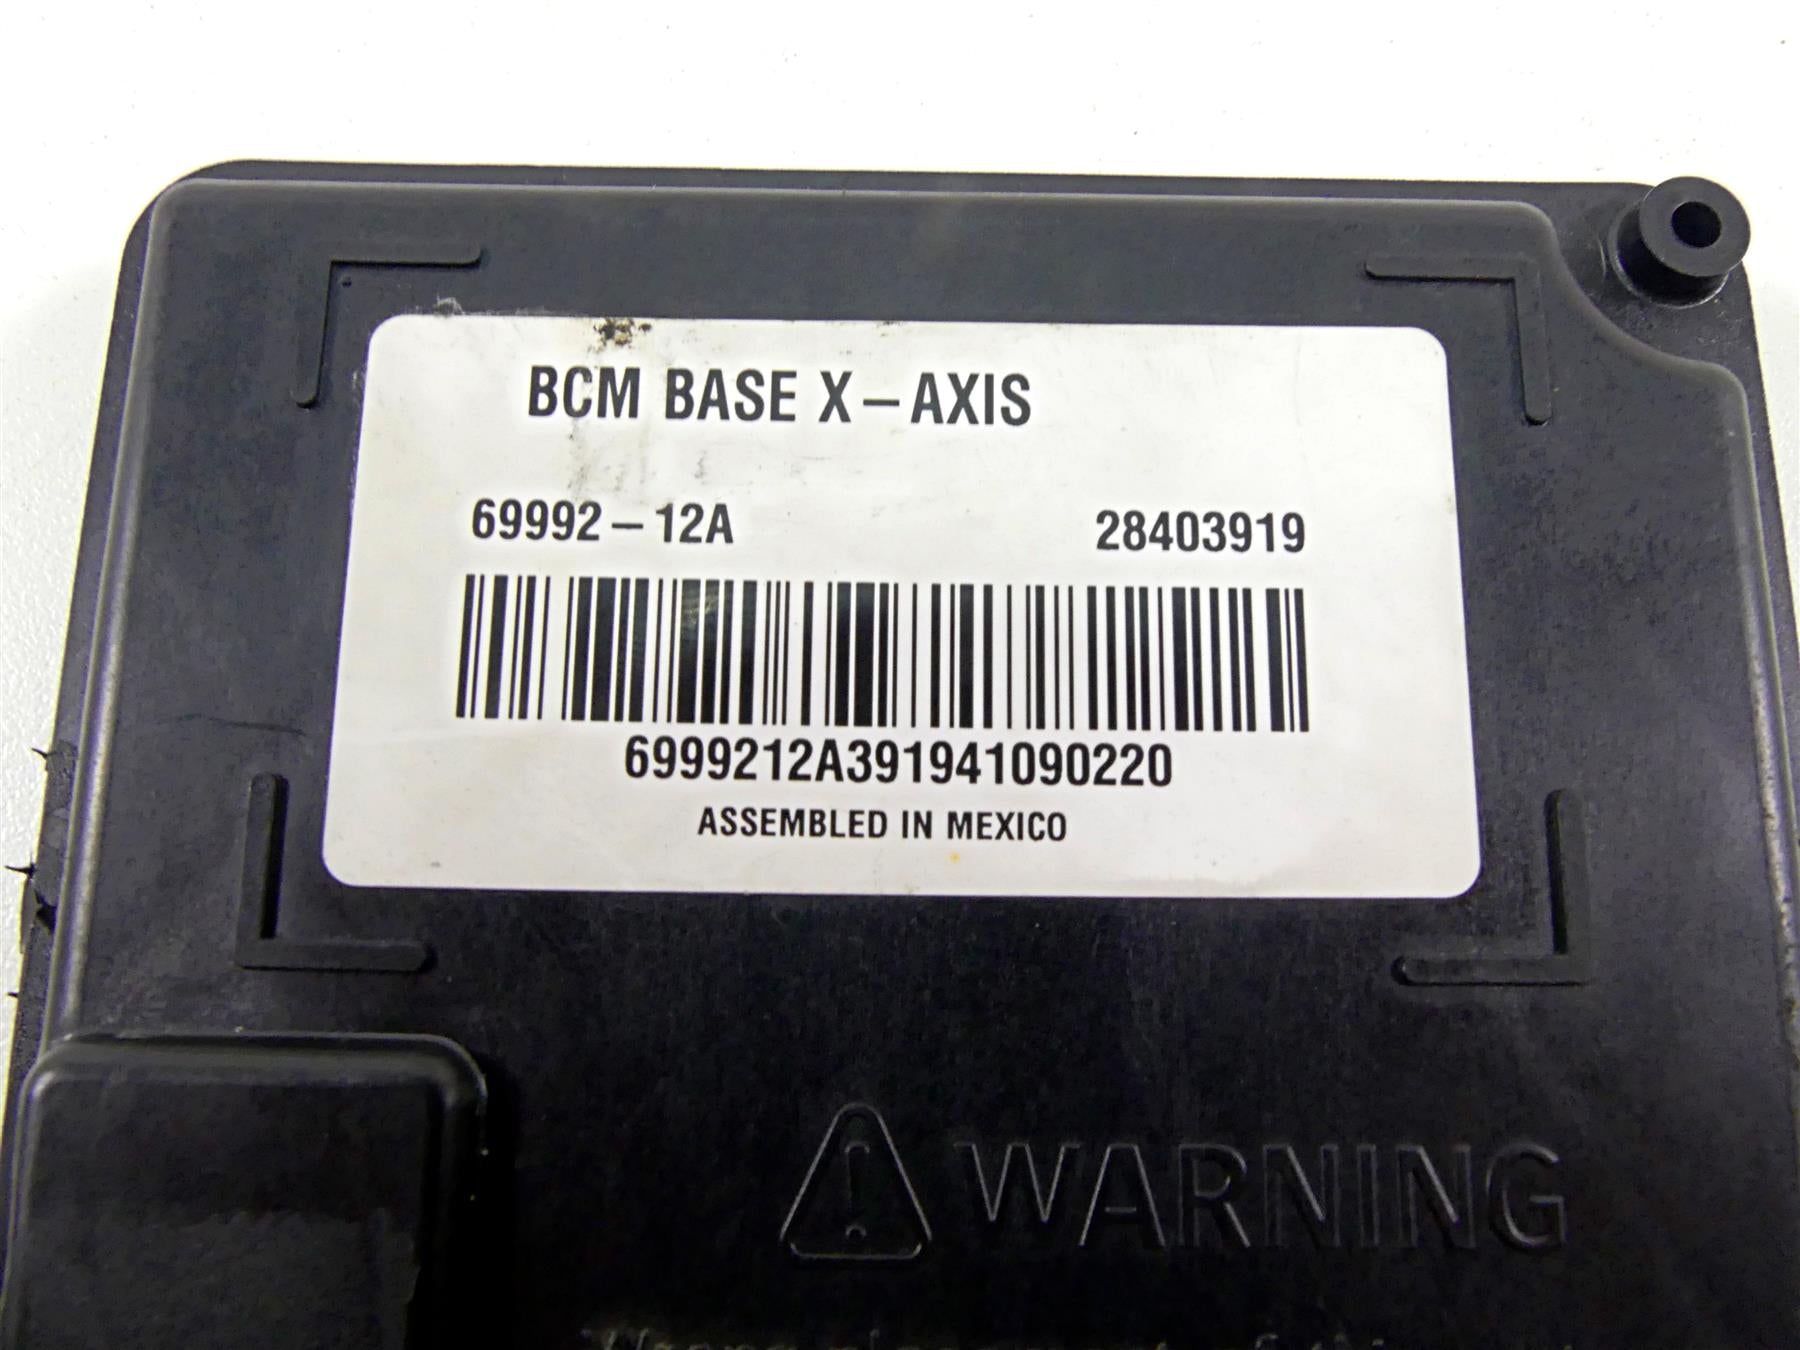 BCM BASE X-AXIS
69992-12A 28403919
6999212A391941090220
ASSEMBLED IN MEXICO
WARNING